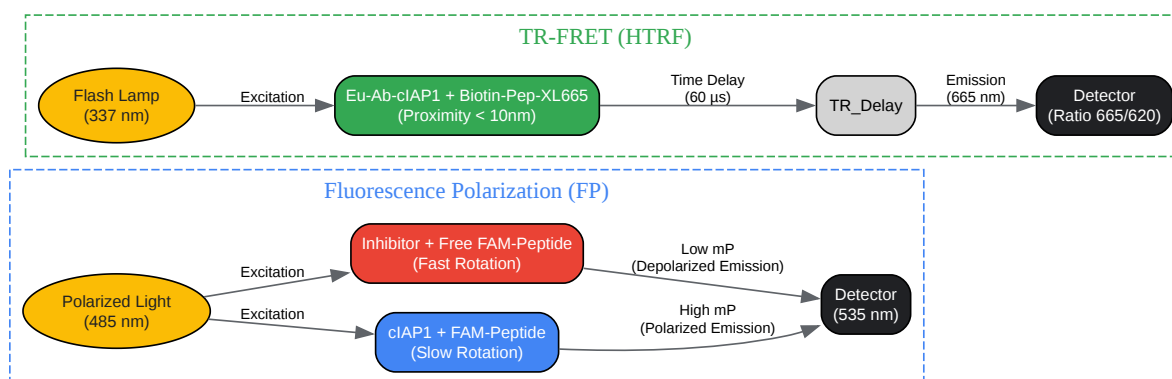 TR-FRET (HTRF)
Flash Lamp
(337 nm)
Excitation
Eu-Ab-cIAP1 + Biotin-Pep-XL665
(Proximity < 10nm)
Time Delay
(60 µs)
TR_Delay
Emission
(665 nm)
Detector
(Ratio 665/620)
Fluorescence Polarization (FP)
Polarized Light
(485 nm)
Excitation
Excitation
Inhibitor + Free FAM-Peptide
(Fast Rotation)
cIAP1 + FAM-Peptide
(Slow Rotation)
Low mP
(Depolarized Emission)
High mP
(Polarized Emission)
Detector
(535 nm)